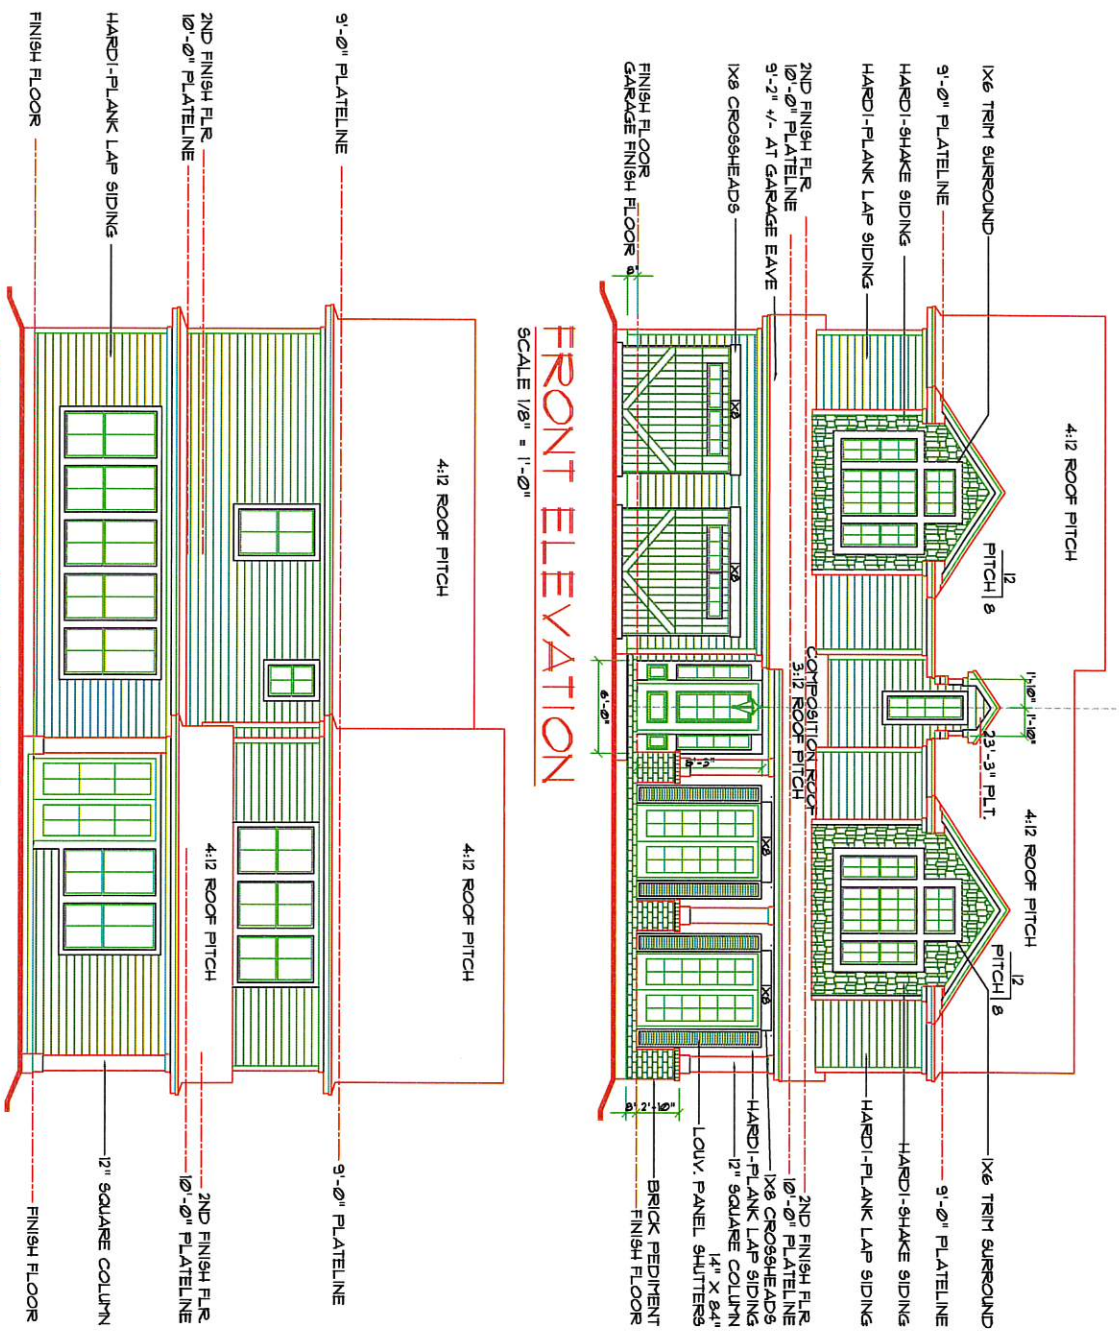 4:12 ROOF PITCH
1X6 TRIM SURROUND
9'-0" PLATELINE
HARDI-SHAKE SIDING
HARDI-PLANK LAP SIDING
2ND FINISH FLR
10'-0" PLATELINE
9'-2" +/- AT GARAGE EAVE
1X8 CROSSHEADS
FINISH FLOOR
GARAGE FINISH FLOOR
8"
12
PITCH 8
1'-10" 1'-10"
23'-3" PLT.
4:12 ROOF PITCH
12
PITCH 8
COMPOSITION ROOF
3:12 ROOF PITCH
1X8
1X8
1X8
1X8
6'-0"
8'-3"
8" 2'-10"
1X6 TRIM SURROUND
9'-0" PLATELINE
HARDI-SHAKE SIDING
HARDI-PLANK LAP SIDING
2ND FINISH FLR
10'-0" PLATELINE
1X8 CROSSHEADS
HARDI-PLANK LAP SIDING
12" SQUARE COLUMN
14" X 84"
LOUV. PANEL SHUTTERS
BRICK PEDIMENT
FINISH FLOOR
FRONT ELEVATION
SCALE 1/8" = 1'-0"
4:12 ROOF PITCH
4:12 ROOF PITCH
4:12 ROOF PITCH
9'-0" PLATELINE
2ND FINISH FLR
10'-0" PLATELINE
HARDI-PLANK LAP SIDING
FINISH FLOOR
9'-0" PLATELINE
2ND FINISH FLR
10'-0" PLATELINE
12" SQUARE COLUMN
FINISH FLOOR